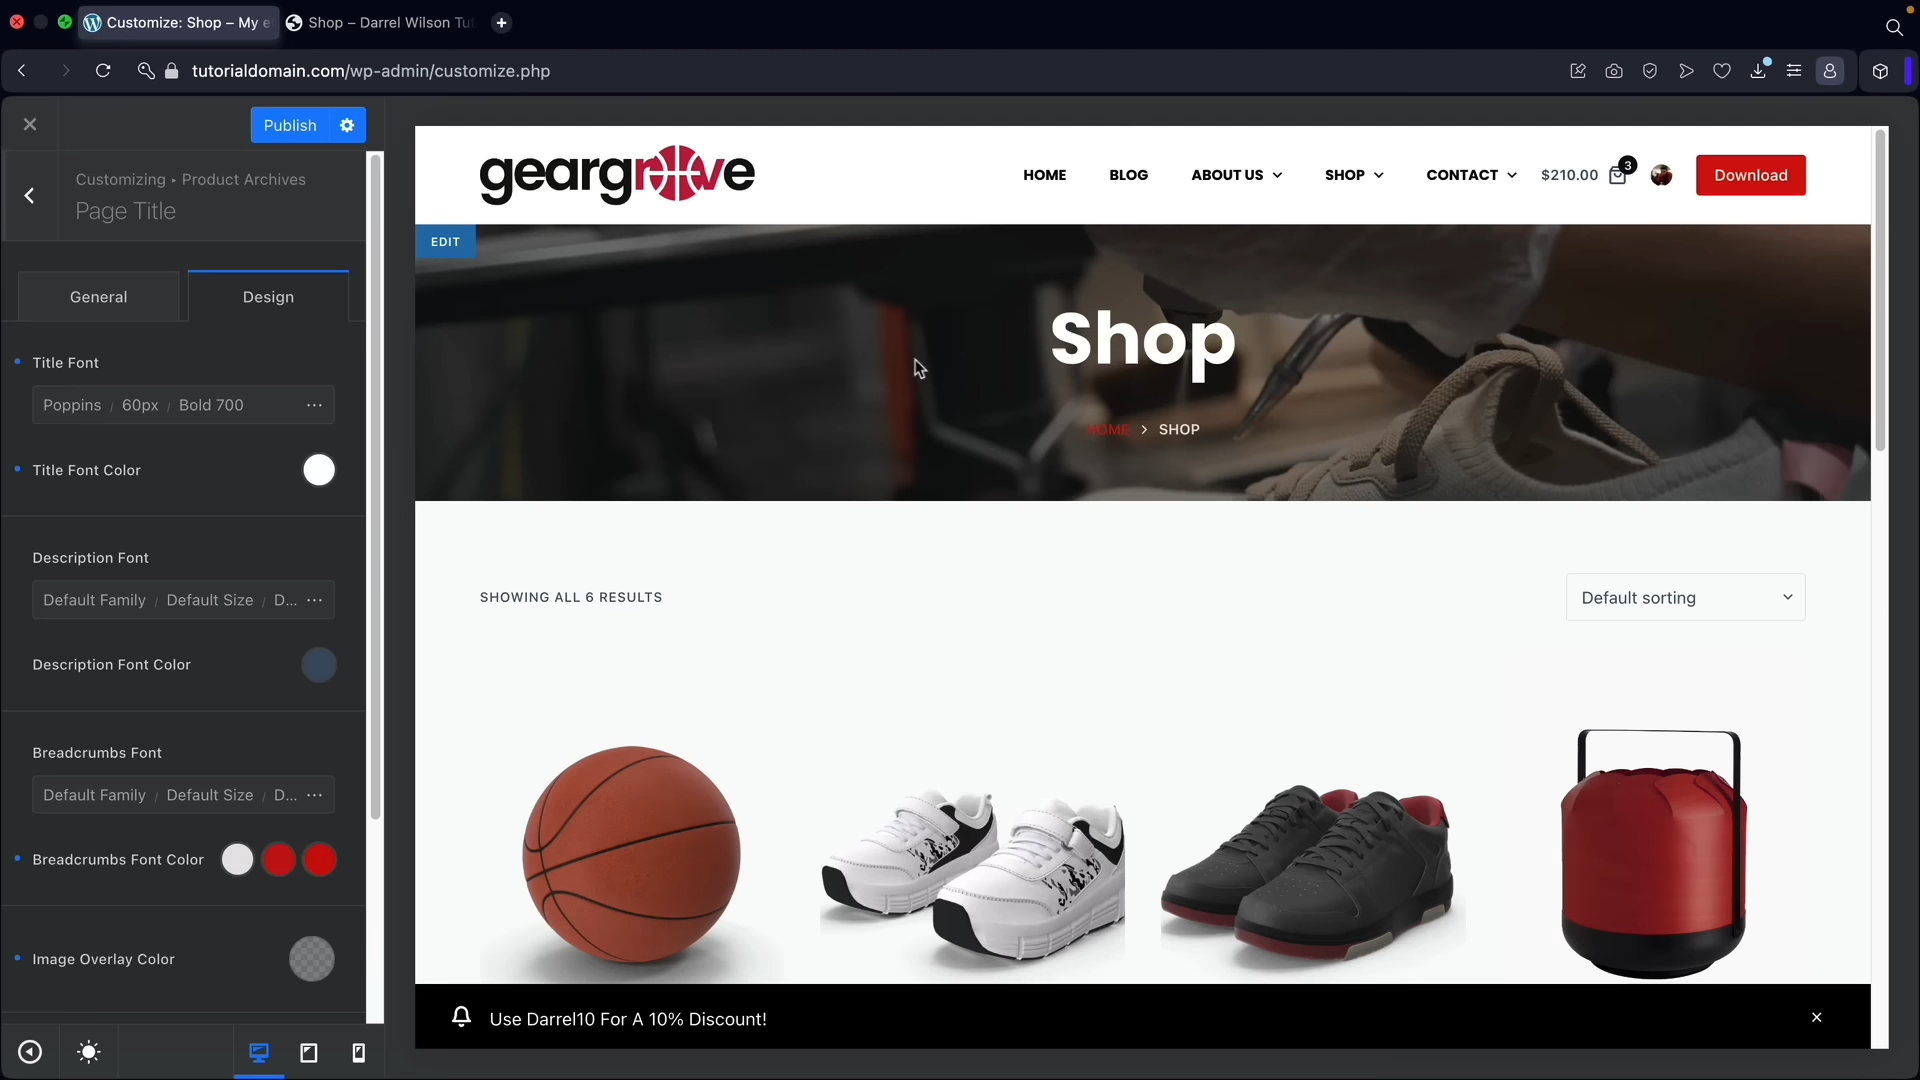 Customize: Shop – My e
Shop – Darrel Wilson Tu
tutorialdomain.com/wp-admin/customize.php
Publish
Customizing ▸ Product Archives
Page Title
General
Design
Title Font
Poppins / 60px / Bold 700 ···
Title Font Color
Description Font
Default Family / Default Size / D... ···
Description Font Color
Breadcrumbs Font
Default Family / Default Size / D... ···
Breadcrumbs Font Color
Image Overlay Color
geargroove
HOME
BLOG
ABOUT US
SHOP
CONTACT
$210.00
3
Download
EDIT
Shop
HOME > SHOP
SHOWING ALL 6 RESULTS
Default sorting
Use Darrel10 For A 10% Discount!